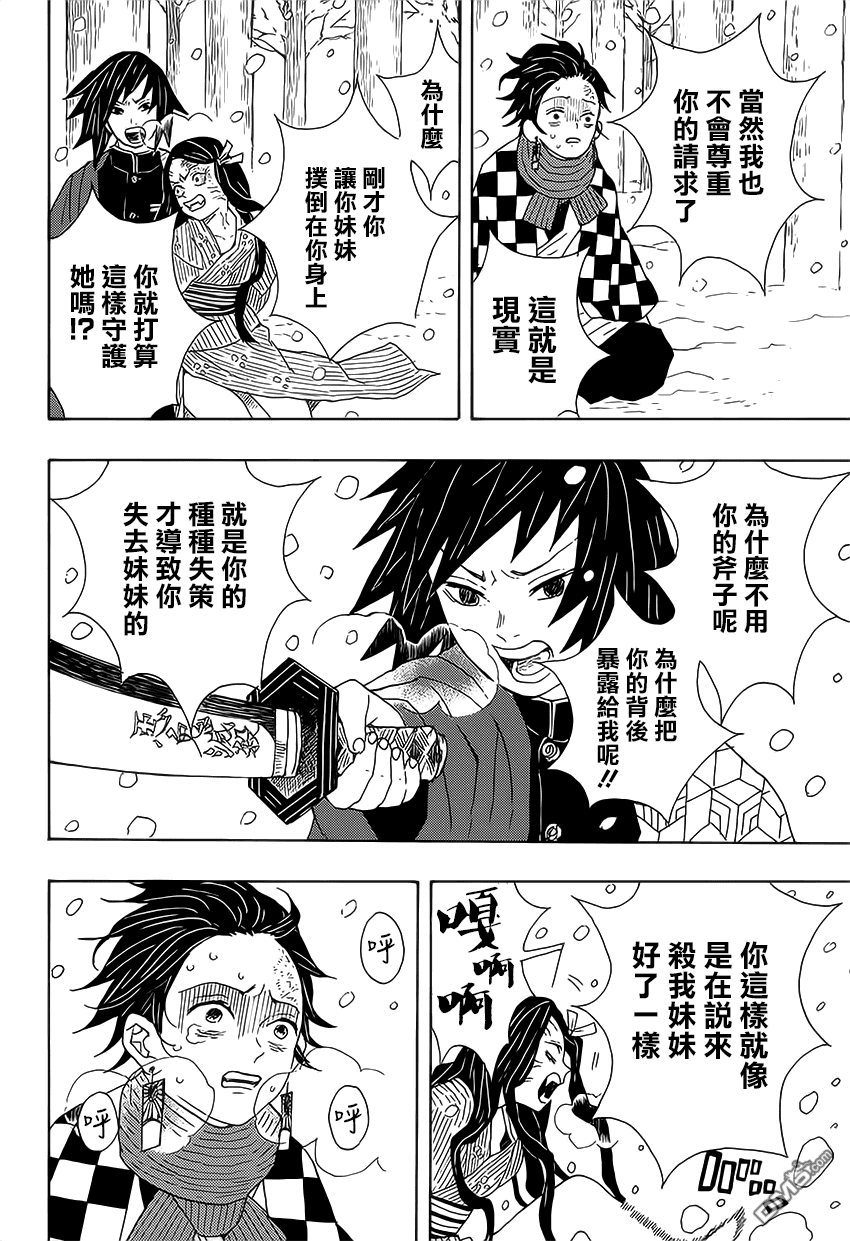 當然我也
不會尊重
你的請求了
這就是
現實
為什麼
剛才你
讓你妹妹
撲倒在你身上
你就打算
這樣守護
她嗎!?
為什麼不用
你的斧子呢
為什麼把
你的背後
暴露給我呢!!
就是你的
種種失策
才導致你
失去妹妹的
你這樣就像
是在說來
殺我妹妹
好了一樣
嘎
啊
啊
呼
呼
呼